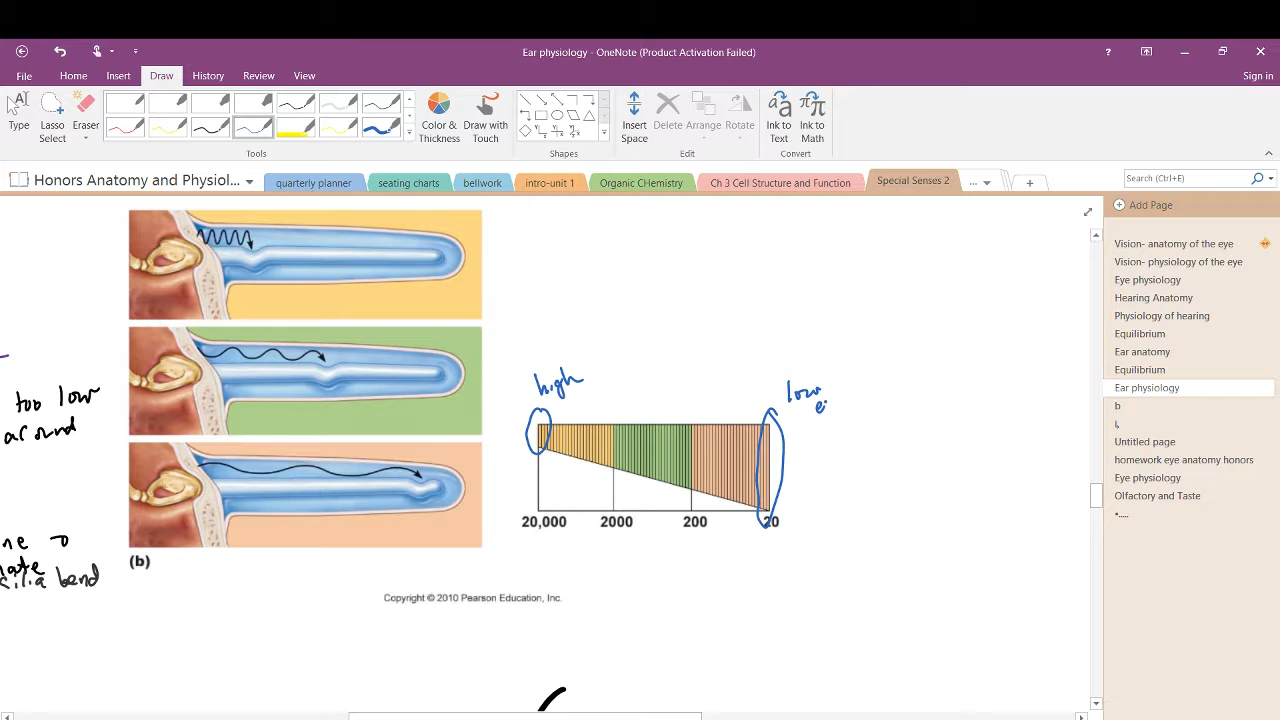 Ear physiology - OneNote (Product Activation Failed)
?
File
Home
Insert
Draw
History
Review
View
Sign in
Type
Lasso Select
Eraser
Color & Thickness
Draw with Touch
Insert Space
Delete
Arrange
Rotate
Ink to Text
Ink to Math
Tools
Shapes
Edit
Convert
Honors Anatomy and Physiol...
quarterly planner
seating charts
bellwork
intro-unit 1
Organic CHemistry
Ch 3 Cell Structure and Function
Special Senses 2
...
Search (Ctrl+E)
Add Page
Vision- anatomy of the eye
Vision- physiology of the eye
Eye physiology
Hearing Anatomy
Physiology of hearing
Equilibrium
Ear anatomy
Equilibrium
Ear physiology
b
Untitled page
homework eye anatomy honors
Eye physiology
Olfactory and Taste
•....
too low
around
bend
high
low
e
20,000 2000 200 20
(b)
Copyright © 2010 Pearson Education, Inc.